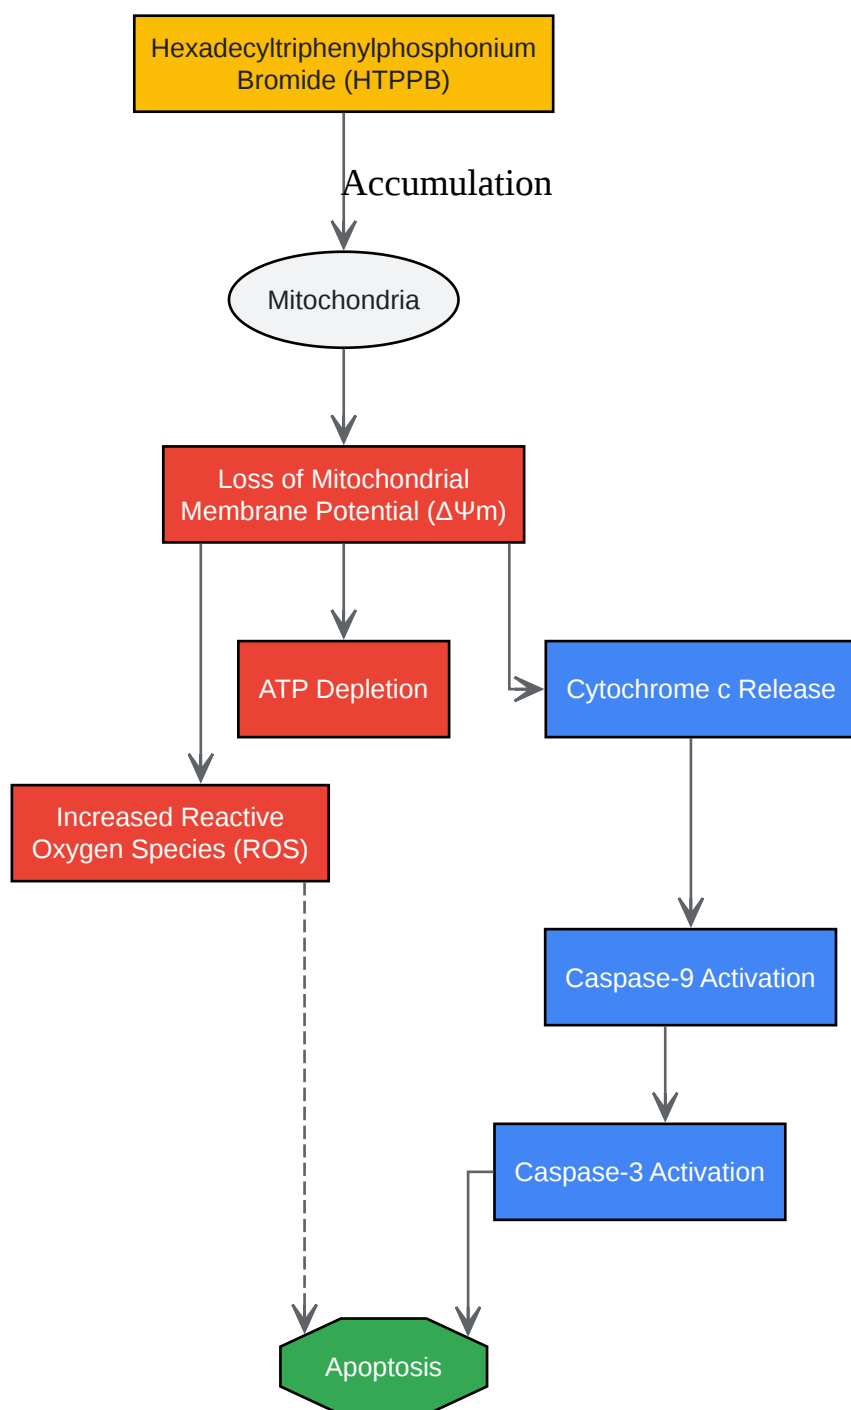 Hexadecyltriphenylphosphonium
Bromide (HTPPB)
Accumulation
Mitochondria
Loss of Mitochondrial
Membrane Potential (ΔΨm)
ATP Depletion
Cytochrome c Release
Increased Reactive
Oxygen Species (ROS)
Caspase-9 Activation
Caspase-3 Activation
Apoptosis